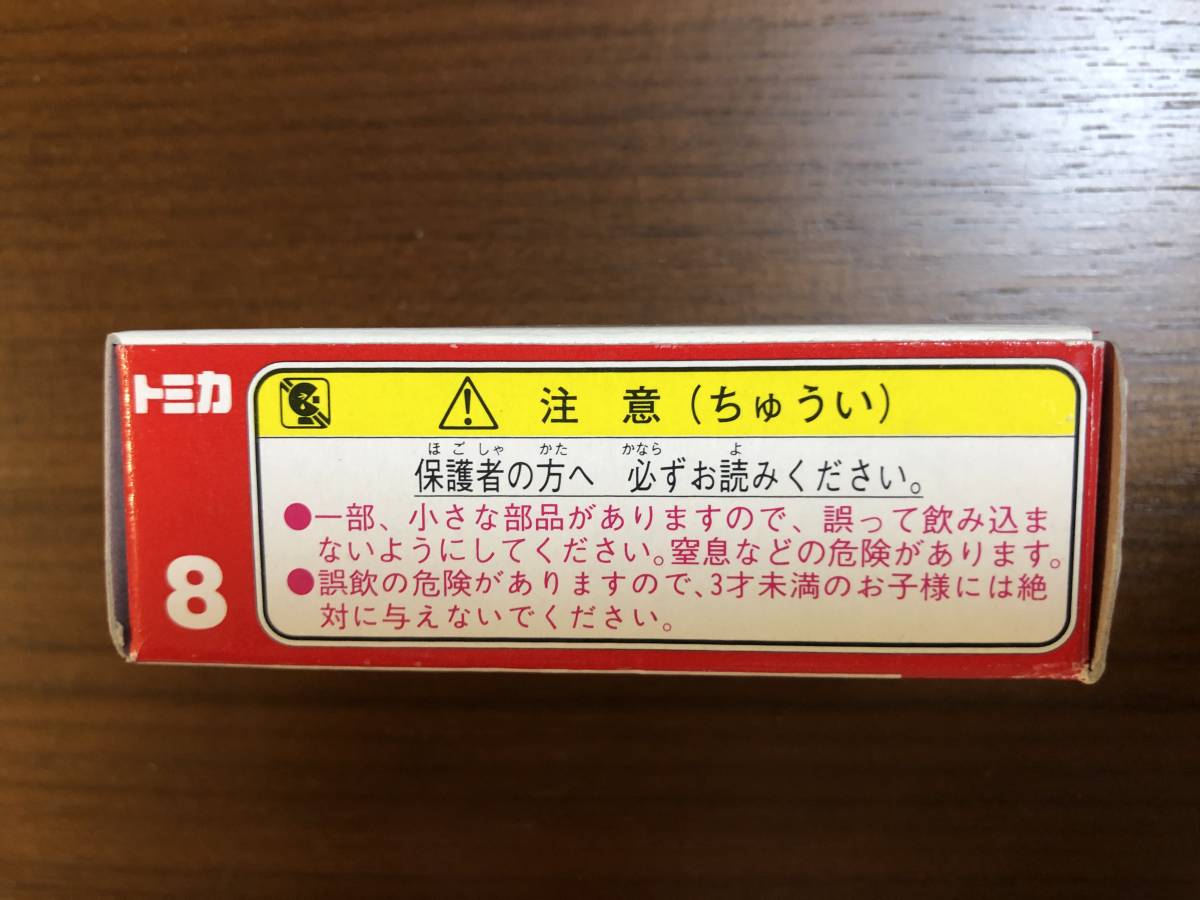 トミカ
8
注 意（ちゅうい）
ほごしゃ かた かなら よ
保護者の方へ 必ずお読みください。
●一部、小さな部品がありますので、誤って飲み込ま
ないようにしてください。窒息などの危険があります。
●誤飲の危険がありますので、3才未満のお子様には絶
対に与えないでください。